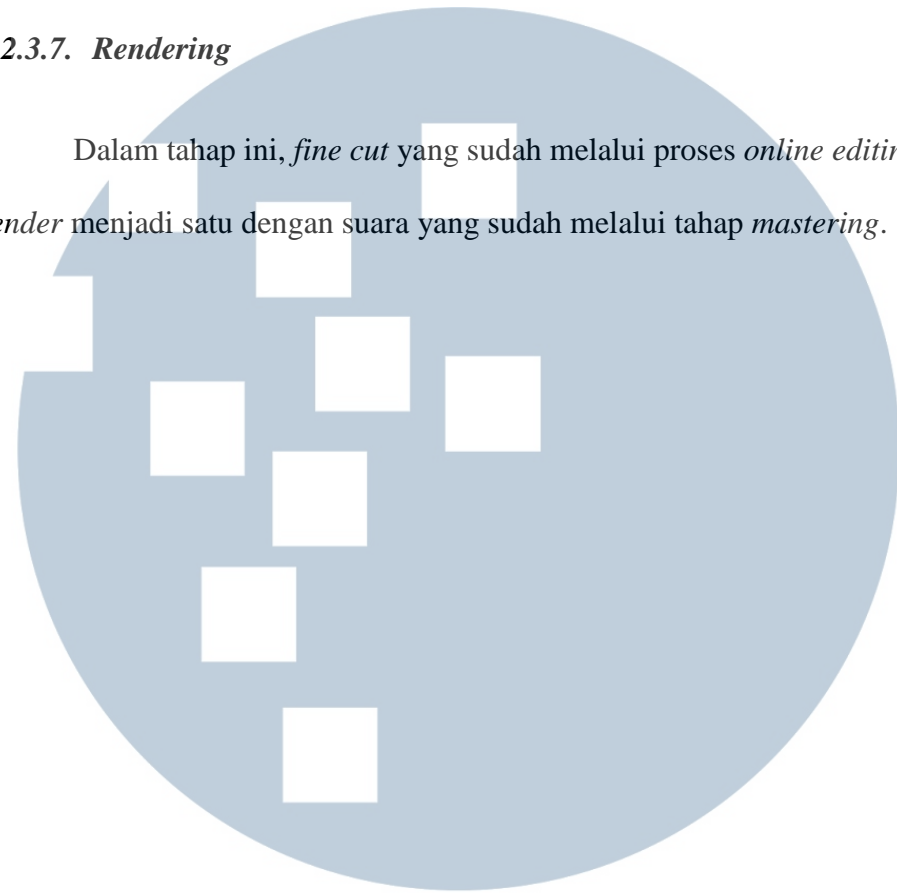 2.3.7. Rendering
Dalam tahap ini, fine cut yang sudah melalui proses online editin
ender menjadi satu dengan suara yang sudah melalui tahap mastering.